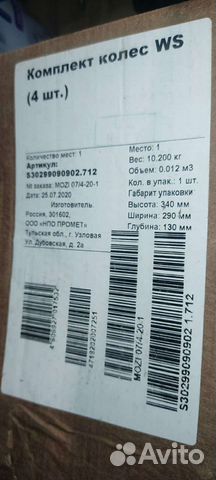 Комплект колес WS
(4 шт.)
Количество мест: 1
Место: 1
Артикул:
Вес: 10.200 кг
S30299090902.712
Объем: 0.012 м3
№ заказа: MOZI 07/4-20-1
Кол. в упак.: 1 шт.
Дата: 25.07.2020
Габарит упаковки
Изготовитель
Высота: 340 мм
Россия, 301602,
Ширина: 290 мм
ООО «НПО ПРОМЕТ»
Глубина: 130 мм
Тульская обл., г. Узловая
Ул. Дубовская, д. 2а
4718202007251
MOZI 07/4-20-1
S30299090902 1.712
Avito